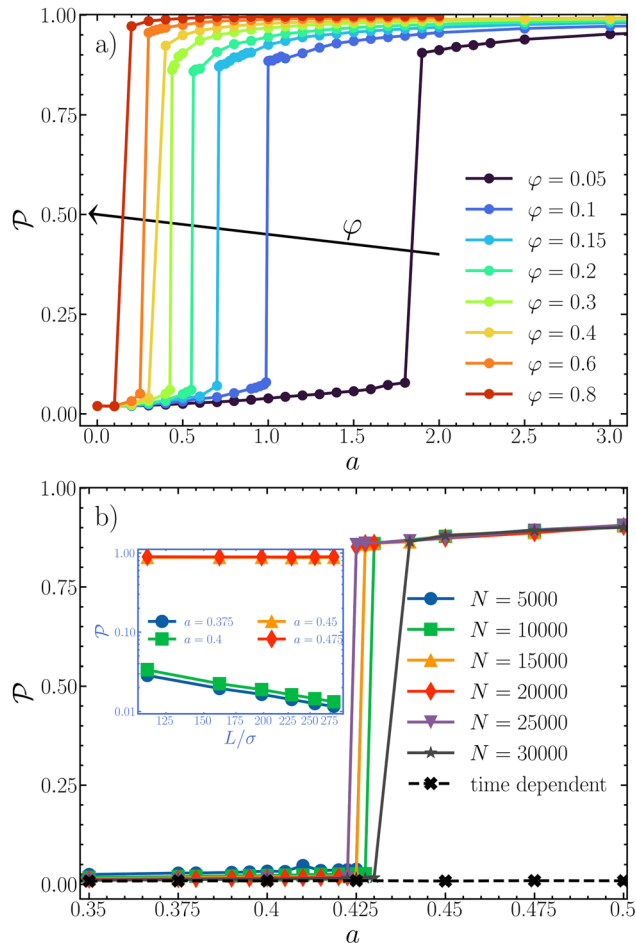 a)
1.00
0.75
0.50
0.25
0.00
𝒫
φ
φ = 0.05
φ = 0.1
φ = 0.15
φ = 0.2
φ = 0.3
φ = 0.4
φ = 0.6
φ = 0.8
0.0 0.5 1.0 1.5 2.0 2.5 3.0
a
b)
1.00
0.75
0.50
0.25
0.00
𝒫
1.00
0.10
0.01
𝒫
a = 0.375 a = 0.45
a = 0.4 a = 0.475
125 150 175 200 225 250 275
L/σ
N = 5000
N = 10000
N = 15000
N = 20000
N = 25000
N = 30000
time dependent
0.35 0.375 0.4 0.425 0.45 0.475 0.5
a